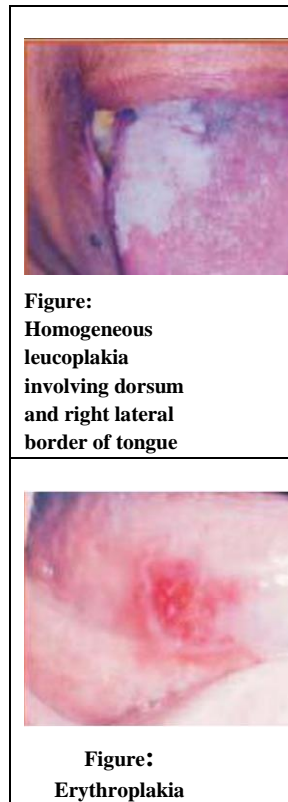 Figure:
Homogeneous
leucoplakia
involving dorsum
and right lateral
border of tongue
Figure:
Erythroplakia